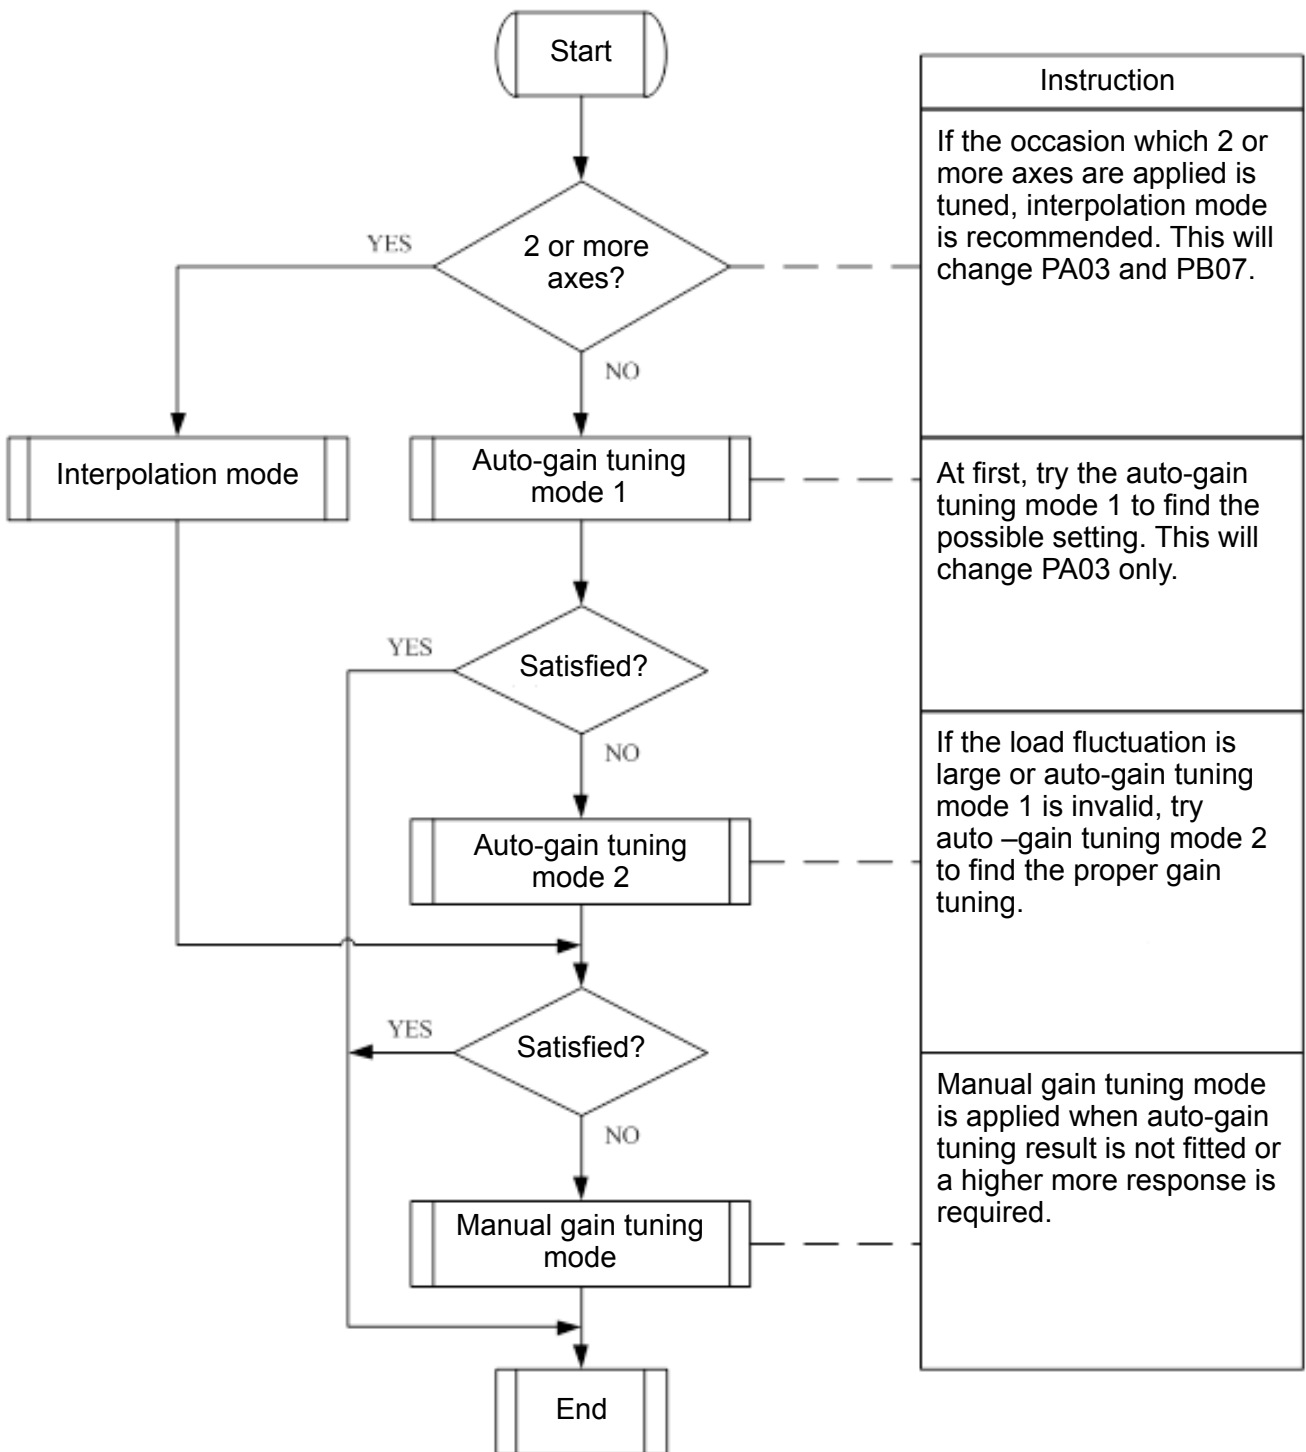 Start
2 or more
axes?
YES
NO
Interpolation mode
Auto-gain tuning
mode 1
Satisfied?
YES
NO
Auto-gain tuning
mode 2
Satisfied?
YES
NO
Manual gain tuning
mode
End
Instruction
If the occasion which 2 or
more axes are applied is
tuned, interpolation mode
is recommended. This will
change PA03 and PB07.
At first, try the auto-gain
tuning mode 1 to find the
possible setting. This will
change PA03 only.
If the load fluctuation is
large or auto-gain tuning
mode 1 is invalid, try
auto –gain tuning mode 2
to find the proper gain
tuning.
Manual gain tuning mode
is applied when auto-gain
tuning result is not fitted or
a higher more response is
required.